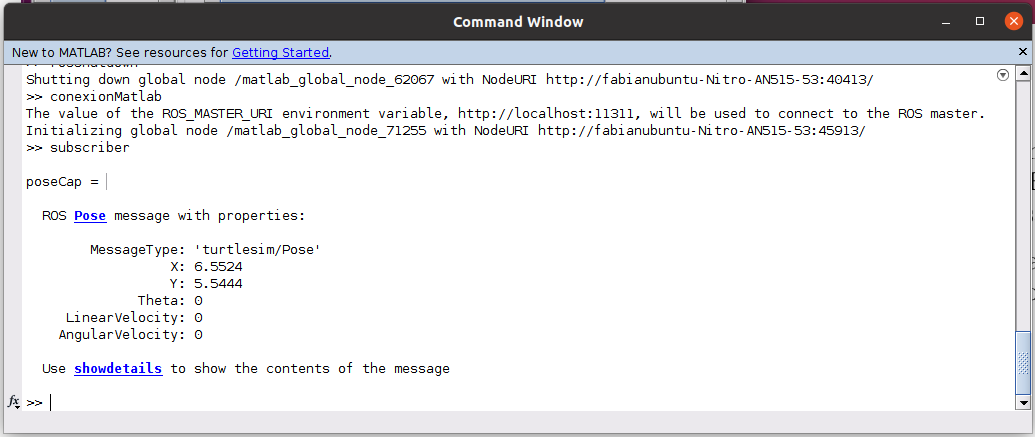 Command Window
New to MATLAB? See resources for Getting Started.
Shutting down global node /matlab_global_node_62067 with NodeURI http://fabianubuntu-Nitro-AN515-53:40413/
>> conexionMatlab
The value of the ROS_MASTER_URI environment variable, http://localhost:11311, will be used to connect to the ROS master.
Initializing global node /matlab_global_node_71255 with NodeURI http://fabianubuntu-Nitro-AN515-53:45913/
>> subscriber
poseCap =
ROS Pose message with properties:
MessageType: 'turtlesim/Pose'
X: 6.5524
Y: 5.5444
Theta: 0
LinearVelocity: 0
AngularVelocity: 0
Use showdetails to show the contents of the message
fx >>